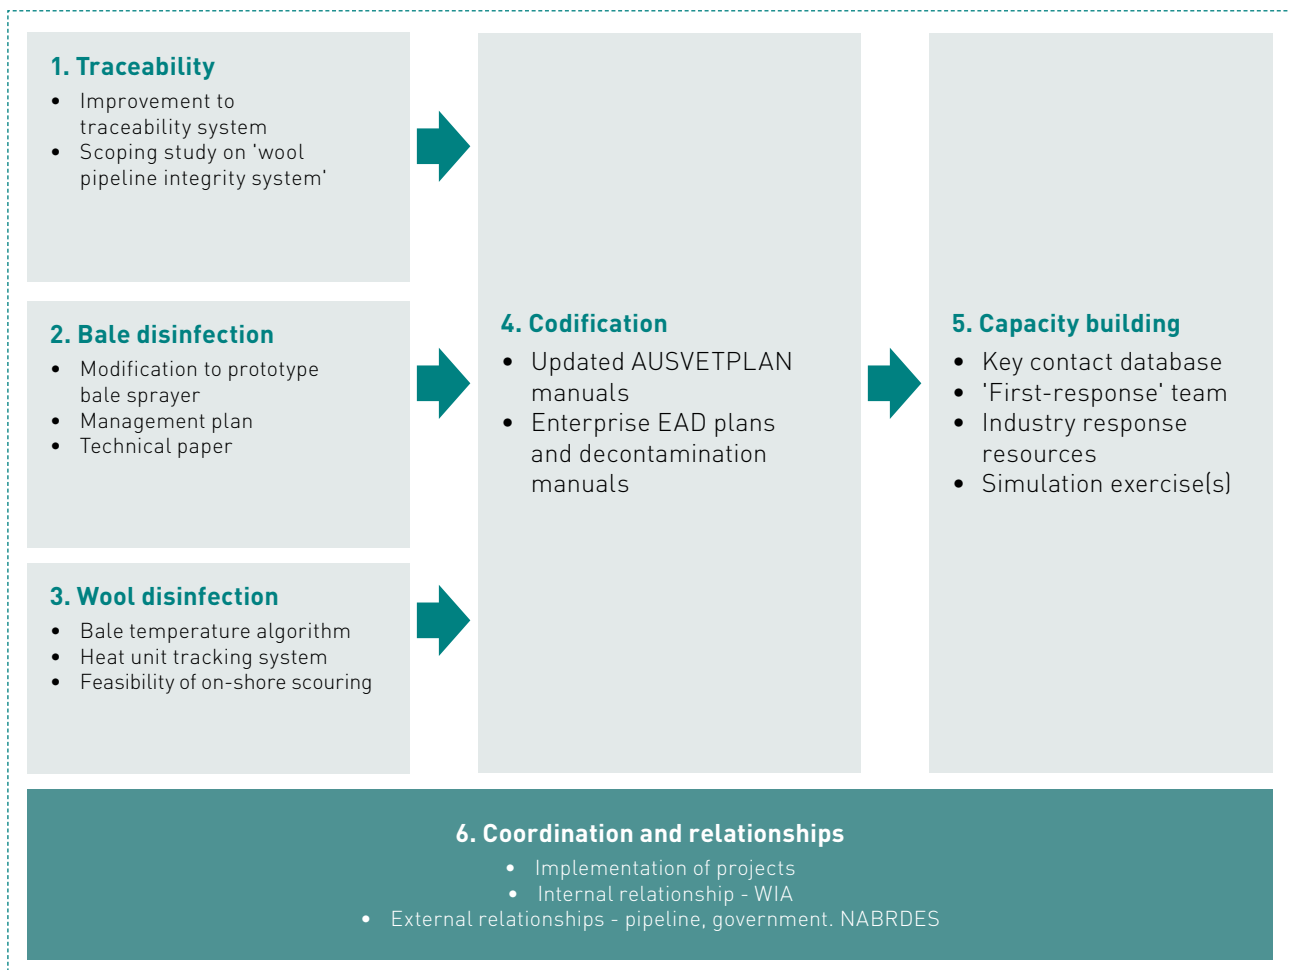 1. Traceability
• Improvement to
traceability system
• Scoping study on 'wool
pipeline integrity system'
2. Bale disinfection
• Modification to prototype
bale sprayer
• Management plan
• Technical paper
3. Wool disinfection
• Bale temperature algorithm
• Heat unit tracking system
• Feasibility of on-shore scouring
4. Codification
• Updated AUSVETPLAN
manuals
• Enterprise EAD plans
and decontamination
manuals
5. Capacity building
• Key contact database
• 'First-response' team
• Industry response
resources
• Simulation exercise(s)
6. Coordination and relationships
• Implementation of projects
• Internal relationship - WIA
• External relationships - pipeline, government. NABRDES